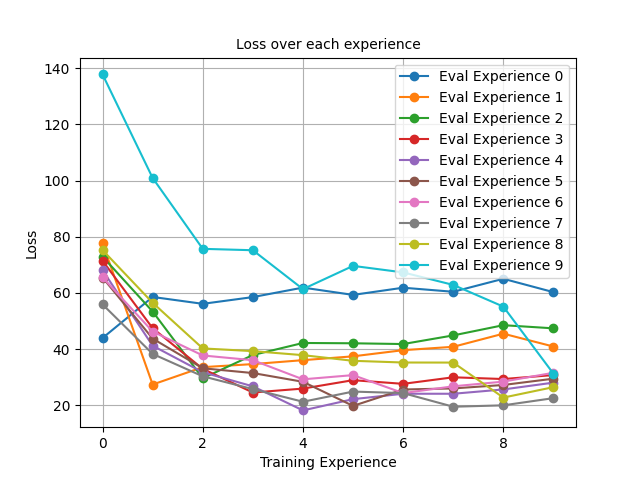 Loss over each experience
140
120
100
80
60
40
20
Loss
0 2 4 6 8
Training Experience
Eval Experience 0
Eval Experience 1
Eval Experience 2
Eval Experience 3
Eval Experience 4
Eval Experience 5
Eval Experience 6
Eval Experience 7
Eval Experience 8
Eval Experience 9